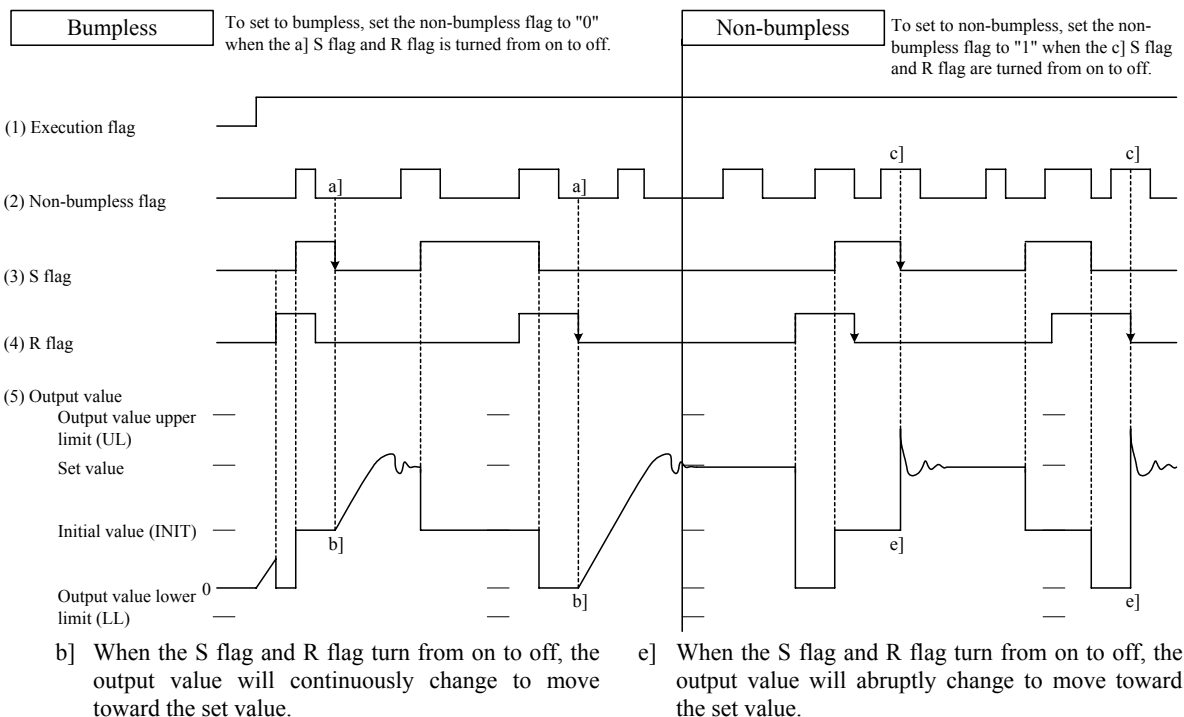 Bumpless
To set to bumpless, set the non-bumpless flag to "0"
when the a] S flag and R flag is turned from on to off.
Non-bumpless
To set to non-bumpless, set the non-
bumpless flag to "1" when the c] S flag
and R flag are turned from on to off.
(1) Execution flag
c]
c]
a]
a]
(2) Non-bumpless flag
(3) S flag
(4) R flag
(5) Output value
Output value upper
limit (UL)
Set value
Initial value (INIT)
b]
e]
0
Output value lower
limit (LL)
b]
e]
b] When the S flag and R flag turn from on to off, the
output value will continuously change to move
toward the set value.
e] When the S flag and R flag turn from on to off, the
output value will abruptly change to move toward
the set value.